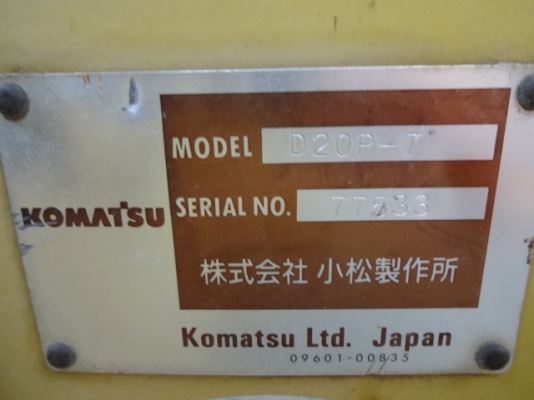 MODEL D20P-7
KOMATSU
SERIAL NO. 77533
株式会社 小松製作所
Komatsu Ltd. Japan
09601-00835